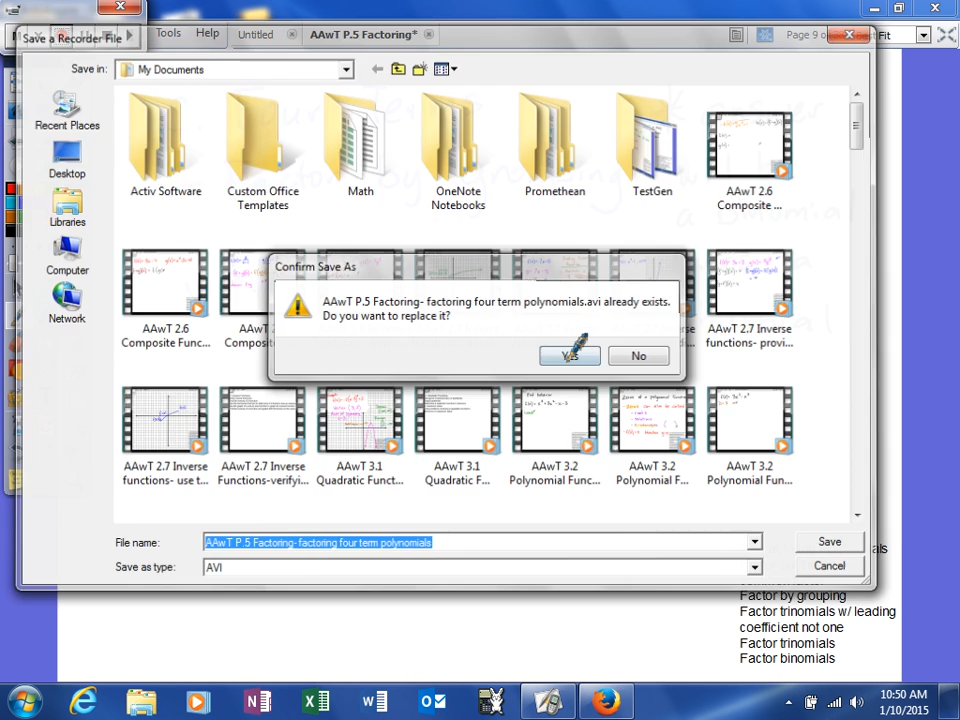 Save a Recorder File
Tools
Help
Untitled
AAwT P.5 Factoring*
Page 9 o
Fit
Save in:
My Documents
Recent Places
Desktop
Libraries
Computer
Network
Activ Software
Custom Office
Templates
Math
OneNote
Notebooks
Promethean
TestGen
AAwT 2.6
Composite ...
Confirm Save As
AAwT P.5 Factoring- factoring four term polynomials.avi already exists.
Do you want to replace it?
Yes
No
AAwT 2.6
Composite Func...
AAwT 2.7 Inverse
functions- provi...
AAwT 2.7 Inverse
functions- use t...
AAwT 2.7 Inverse
Functions-verifyi...
AAwT 3.1
Quadratic Funct...
AAwT 3.1
Quadratic F...
AAwT 3.2
Polynomial Func...
AAwT 3.2
Polynomial F...
AAwT 3.2
Polynomial Fun...
File name:
AAwT P.5 Factoring- factoring four term polynomials
Save
Save as type:
AVI
Cancel
Factor by grouping
Factor trinomials w/ leading
coefficient not one
Factor trinomials
Factor binomials
10:50 AM
1/10/2015